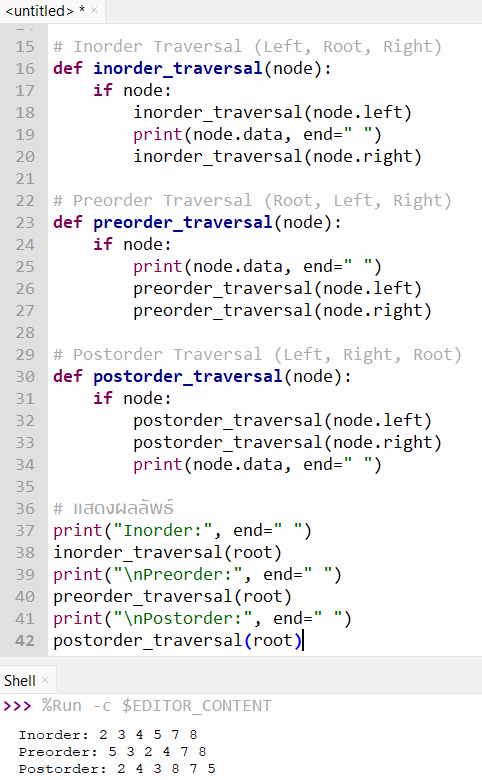 <untitled> * ×
15 # Inorder Traversal (Left, Root, Right)
16 def inorder_traversal(node):
17     if node:
18         inorder_traversal(node.left)
19         print(node.data, end=" ")
20         inorder_traversal(node.right)
21
22 # Preorder Traversal (Root, Left, Right)
23 def preorder_traversal(node):
24     if node:
25         print(node.data, end=" ")
26         preorder_traversal(node.left)
27         preorder_traversal(node.right)
28
29 # Postorder Traversal (Left, Right, Root)
30 def postorder_traversal(node):
31     if node:
32         postorder_traversal(node.left)
33         postorder_traversal(node.right)
34         print(node.data, end=" ")
35
36 # แสดงผลลัพธ์
37 print("Inorder:", end=" ")
38 inorder_traversal(root)
39 print("\nPreorder:", end=" ")
40 preorder_traversal(root)
41 print("\nPostorder:", end=" ")
42 postorder_traversal(root)
Shell ×
>>> %Run -c $EDITOR_CONTENT
Inorder: 2 3 4 5 7 8
Preorder: 5 3 2 4 7 8
Postorder: 2 4 3 8 7 5